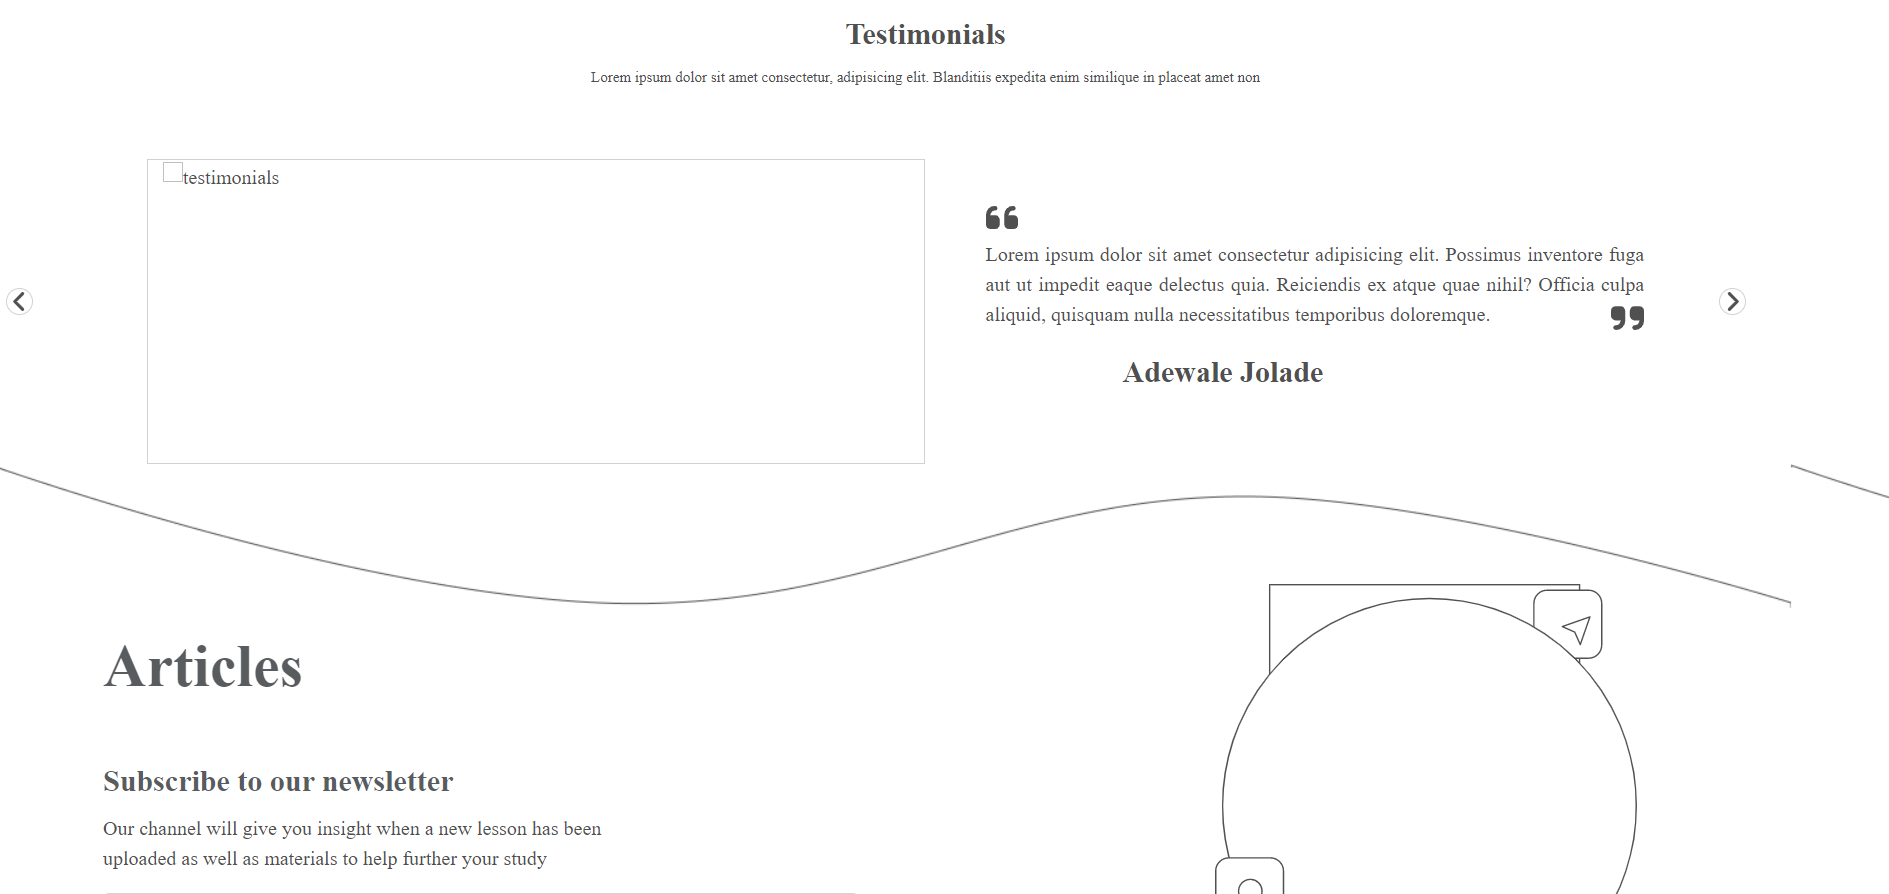 Testimonials
Lorem ipsum dolor sit amet consectetur, adipisicing elit. Blanditiis expedita enim similique in placeat amet non
testimonials
“
Lorem ipsum dolor sit amet consectetur adipisicing elit. Possimus inventore fuga
aut ut impedit eaque delectus quia. Reiciendis ex atque quae nihil? Officia culpa
aliquid, quisquam nulla necessitatibus temporibus doloremque. ”
Adewale Jolade
Articles
Subscribe to our newsletter
Our channel will give you insight when a new lesson has been
uploaded as well as materials to help further your study